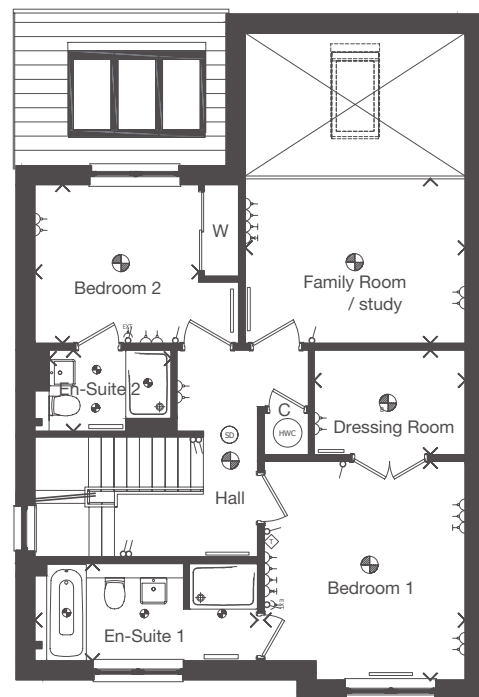 W
Bedroom 2
Family Room
/ study
En-Suite 2
C
HWC
Dressing Room
SD
Hall
T
Bedroom 1
En-Suite 1